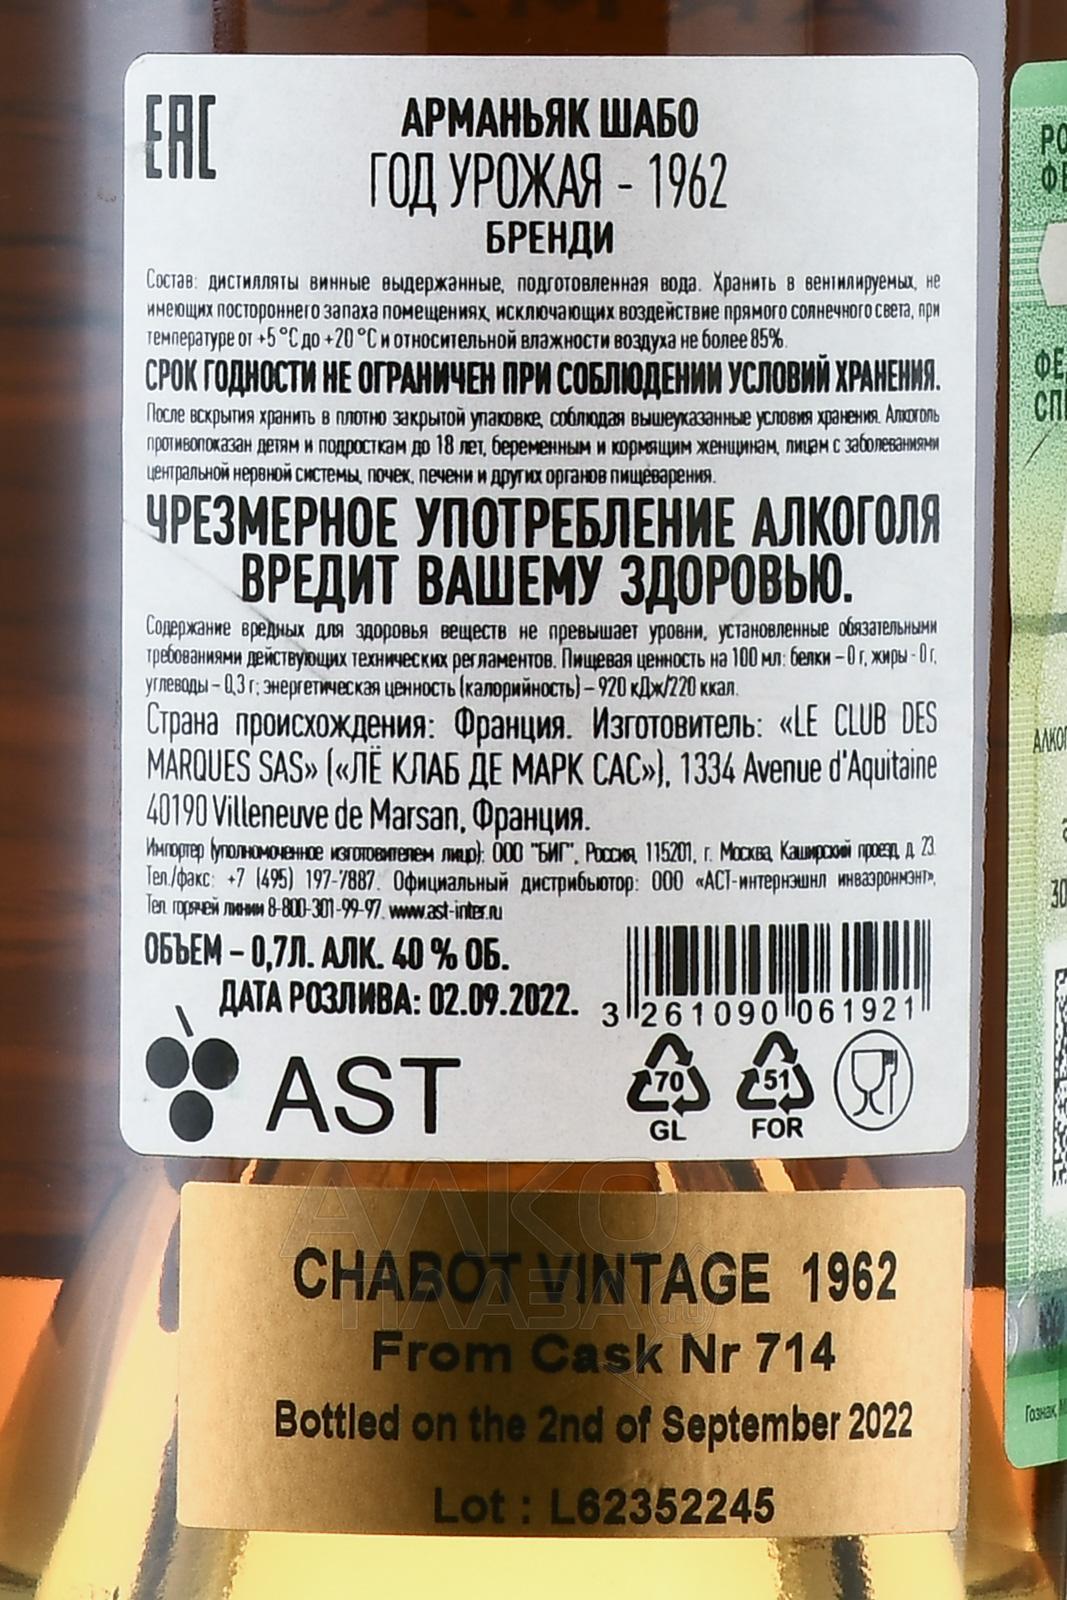 ЕАС
АРМАНЬЯК ШАБО
ГОД УРОЖАЯ - 1962
БРЕНДИ
Состав: дистилляты винные выдержанные, подготовленная вода. Хранить в вентилируемых, не
имеющих постороннего запаха помещениях, исключающих воздействие прямого солнечного света, при
температуре от +5 °С до +20 °С и относительной влажности воздуха не более 85%.
СРОК ГОДНОСТИ НЕ ОГРАНИЧЕН ПРИ СОБЛЮДЕНИИ УСЛОВИЙ ХРАНЕНИЯ.
После вскрытия хранить в плотно закрытой упаковке, соблюдая вышеуказанные условия хранения. Алкоголь
противопоказан детям и подросткам до 18 лет, беременным и кормящим женщинам, лицам с заболеваниями
центральной нервной системы, почек, печени и других органов пищеварения.
ЧРЕЗМЕРНОЕ УПОТРЕБЛЕНИЕ АЛКОГОЛЯ
ВРЕДИТ ВАШЕМУ ЗДОРОВЬЮ.
Содержание вредных для здоровья веществ не превышает уровни, установленные обязательными
требованиями действующих технических регламентов. Пищевая ценность на 100 мл: белки – 0 г, жиры - 0 г,
углеводы – 0,3 г; энергетическая ценность (калорийность) – 920 кДж/220 ккал.
Страна происхождения: Франция. Изготовитель: «LE CLUB DES
MARQUES SAS» («ЛЁ КЛАБ ДЕ МАРК САС»), 1334 Avenue d'Aquitaine
40190 Villeneuve de Marsan, Франция.
Импортер (уполномоченное изготовителем лицо): ООО "БИГ", Россия, 115201, г. Москва, Каширский проезд, д. 23.
Тел./факс: +7 (495) 197-7887. Официальный дистрибьютор: ООО «АСТ-интернэшнл инваэронмэнт»,
Тел. горячей линии 8-800-301-99-97. www.ast-inter.ru
ОБЪЕМ – 0,7Л. АЛК. 40 % ОБ.
ДАТА РОЗЛИВА: 02.09.2022.
3 261090 061921
AST
70
GL
51
FOR
АЛКО
ПЛАЗА.ru
CHABOT VINTAGE 1962
From Cask Nr 714
Bottled on the 2nd of September 2022
Lot : L62352245